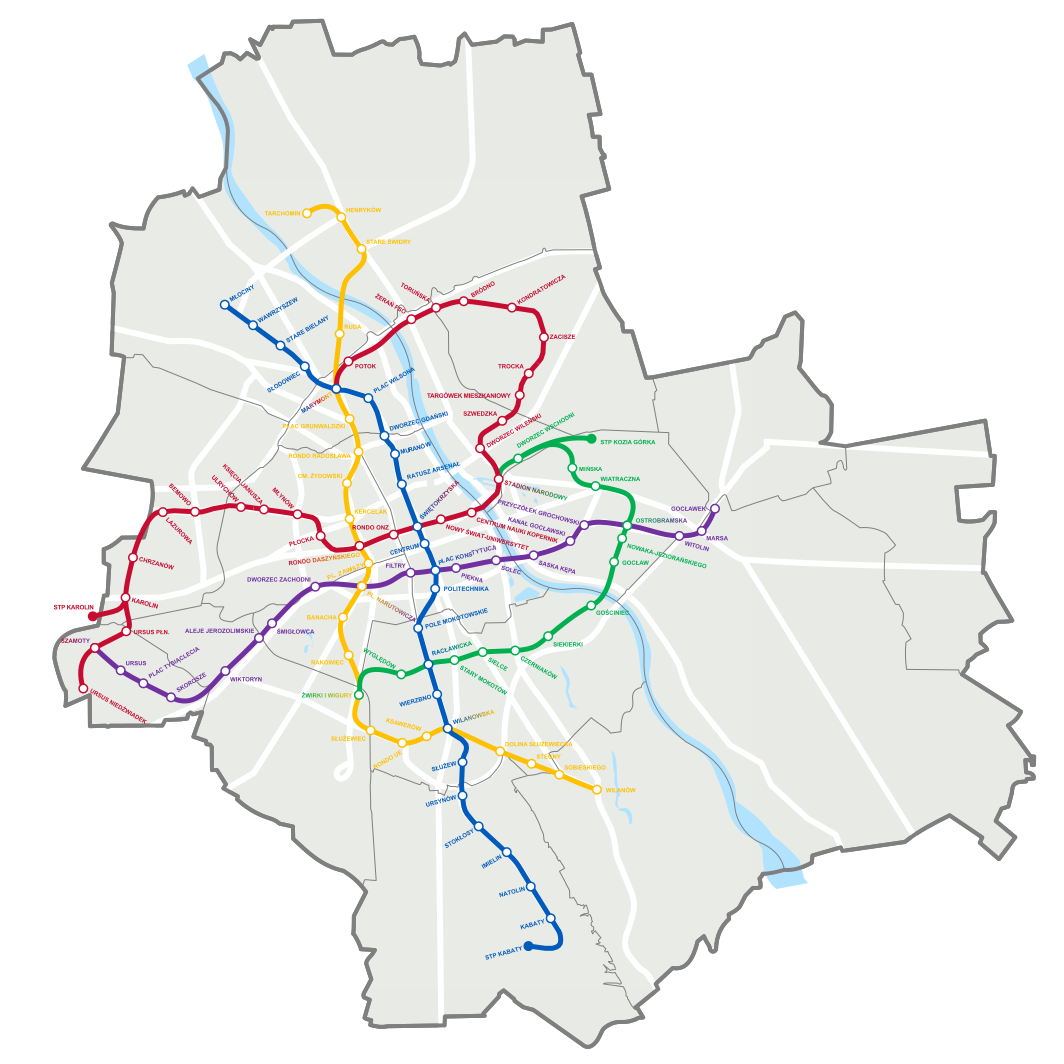 TARCHOMIN
HENRYKÓW
STARE ŚWIDRY
MŁOCINY
WAWRZYSZEW
STARE BIELANY
SŁODOWIEC
RUDA
POTOK
ŻERAŃ FSO
TORUŃSKA
BRÓDNO
KONDRATOWICZA
ZACISZE
TROCKA
TARGÓWEK MIESZKANIOWY
SZWEDZKA
DWORZEC WILEŃSKI
MARYMONT
PLAC WILSONA
PLAC GRUNWALDZKI
DWORZEC GDAŃSKI
MURANÓW
RATUSZ ARSENAŁ
RONDO RADOSŁAWA
CM. ŻYDOWSKI
KERCELAK
DWORZEC WSCHODNI
STP KOZIA GÓRKA
MIŃSKA
WIATRACZNA
STADION NARODOWY
GOCŁAWEK
PRZYCZÓŁEK GROCHOWSKI
KANAŁ GOCŁAWSKI
OSTROBRAMSKA
MARSA
WITOLIN
NOWAKA-JEZIORAŃSKIEGO
GOCŁAW
GOŚCINIEC
SIEKIERKI
CZERNIAKÓW
SIELCE
START MOKOTÓW
RACŁAWICKA
WYGLĘDÓW
ŻWIRKI I WIGURY
BEMOWO
LAZUROWA
ULRYCHÓW
KSIĘCIA JANUSZA
MŁYNÓW
PŁOCKA
RONDO DASZYŃSKIEGO
RONDO ONZ
ŚWIĘTOKRZYSKA
NOWY ŚWIAT-UNIWERSYTET
CENTRUM NAUKI KOPERNIK
CHRZANÓW
KAROLIN
STP KAROLIN
URSUS PŁN.
SZAMOTY
URSUS NIEDŹWIADEK
URSUS
PLAC TYSIĄCLECIA
SKOROSZE
WIKTORYN
ALEJE JEROZOLIMSKIE
ŚMIGŁOWCA
DWORZEC ZACHODNI
PL. ZAWISZY
PL. NARUTOWICZA
FILTRY
CENTRUM
PLAC KONSTYTUCJI
PIĘKNA
SOLEC
SASKA KĘPA
POLITECHNIKA
POLE MOKOTOWSKIE
BANACHA
RAKOWIEC
WIERZBNO
WILANOWSKA
KSAWERÓW
RONDO UE
SŁUŻEWIEC
DOLINA SŁUŻEWIECKA
STEGNY
SOBIESKIEGO
WILANÓW
SŁUŻEW
URSYNÓW
STOKŁOSY
IMIELIN
NATOLIN
KABATY
STP KABATY